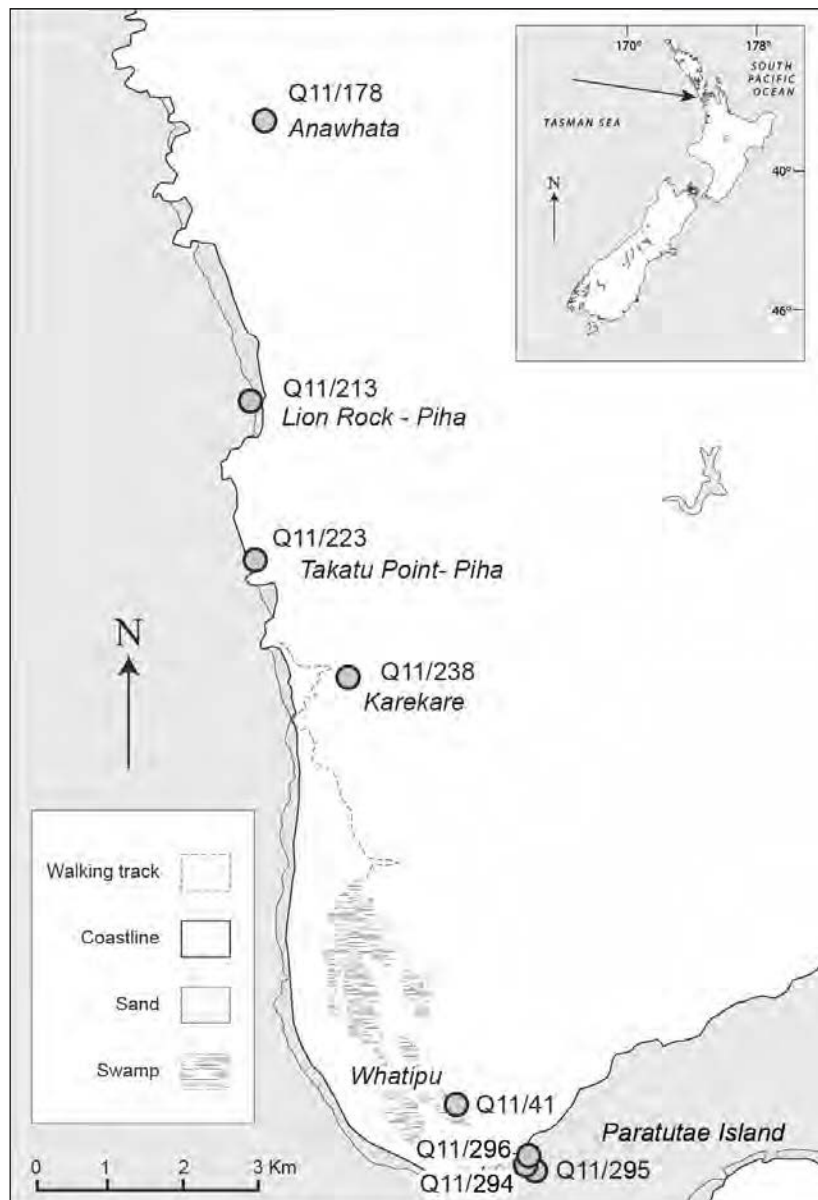 Q11/178
Anawhata
170°
178°
SOUTH
PACIFIC
OCEAN
TASMAN SEA
N
40°
46°
Q11/213
Lion Rock - Piha
Q11/223
Takatu Point- Piha
N
Q11/238
Karekare
Walking track
Coastline
Sand
Swamp
Whatipu
Q11/41
Paratutae Island
Q11/296
Q11/295
Q11/294
0 1 2 3 Km